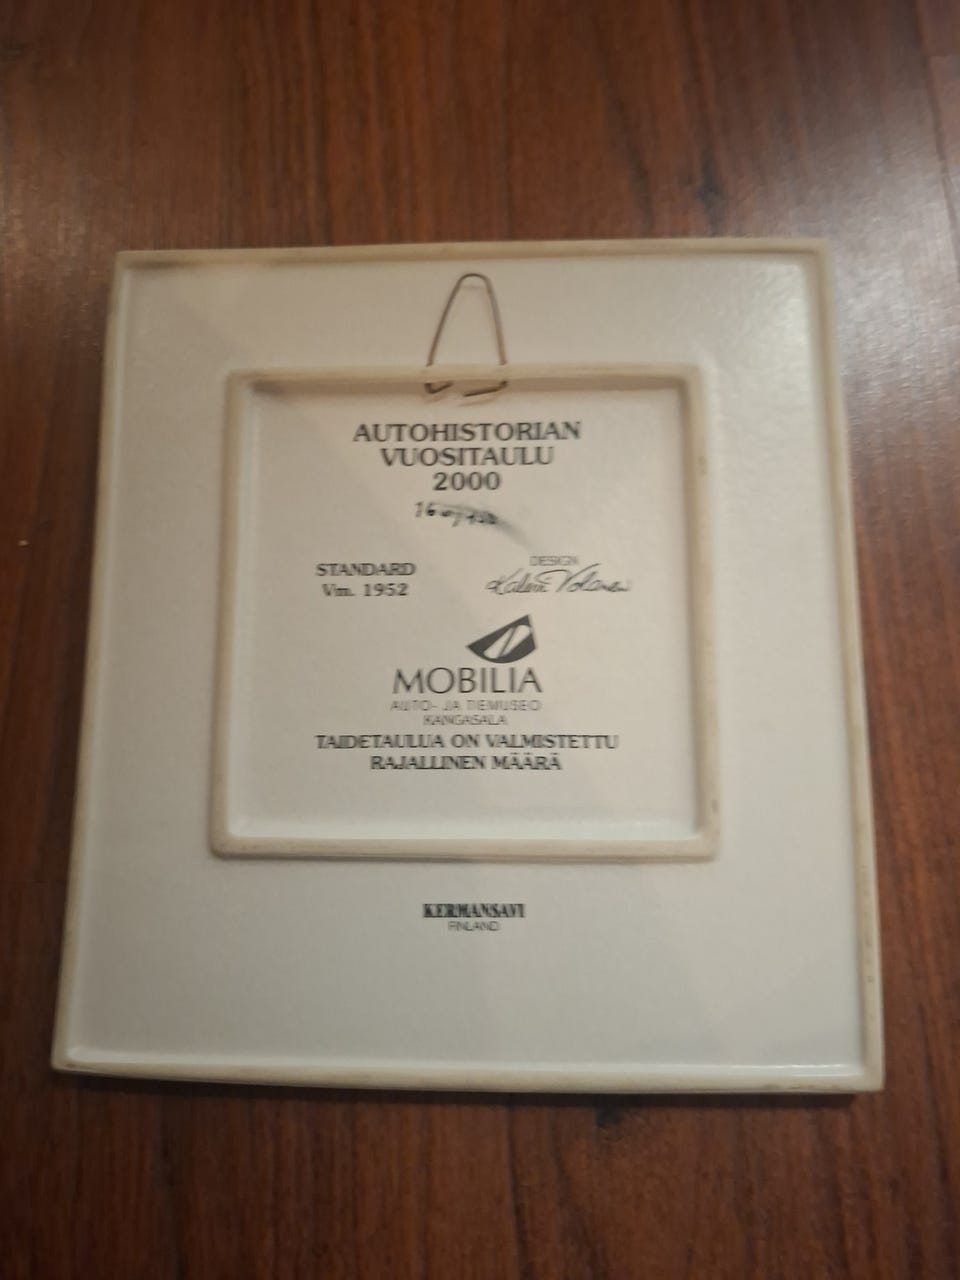 AUTOHISTORIAN
VUOSITAULU
2000
STANDARD
Vm. 1952
DESIGN
MOBILIA
AUTO- JA TIEMUSEO
KANGASALA
TAIDETAULUA ON VALMISTETTU
RAJALLINEN MÄÄRÄ
KERMANSAVI
FINLAND